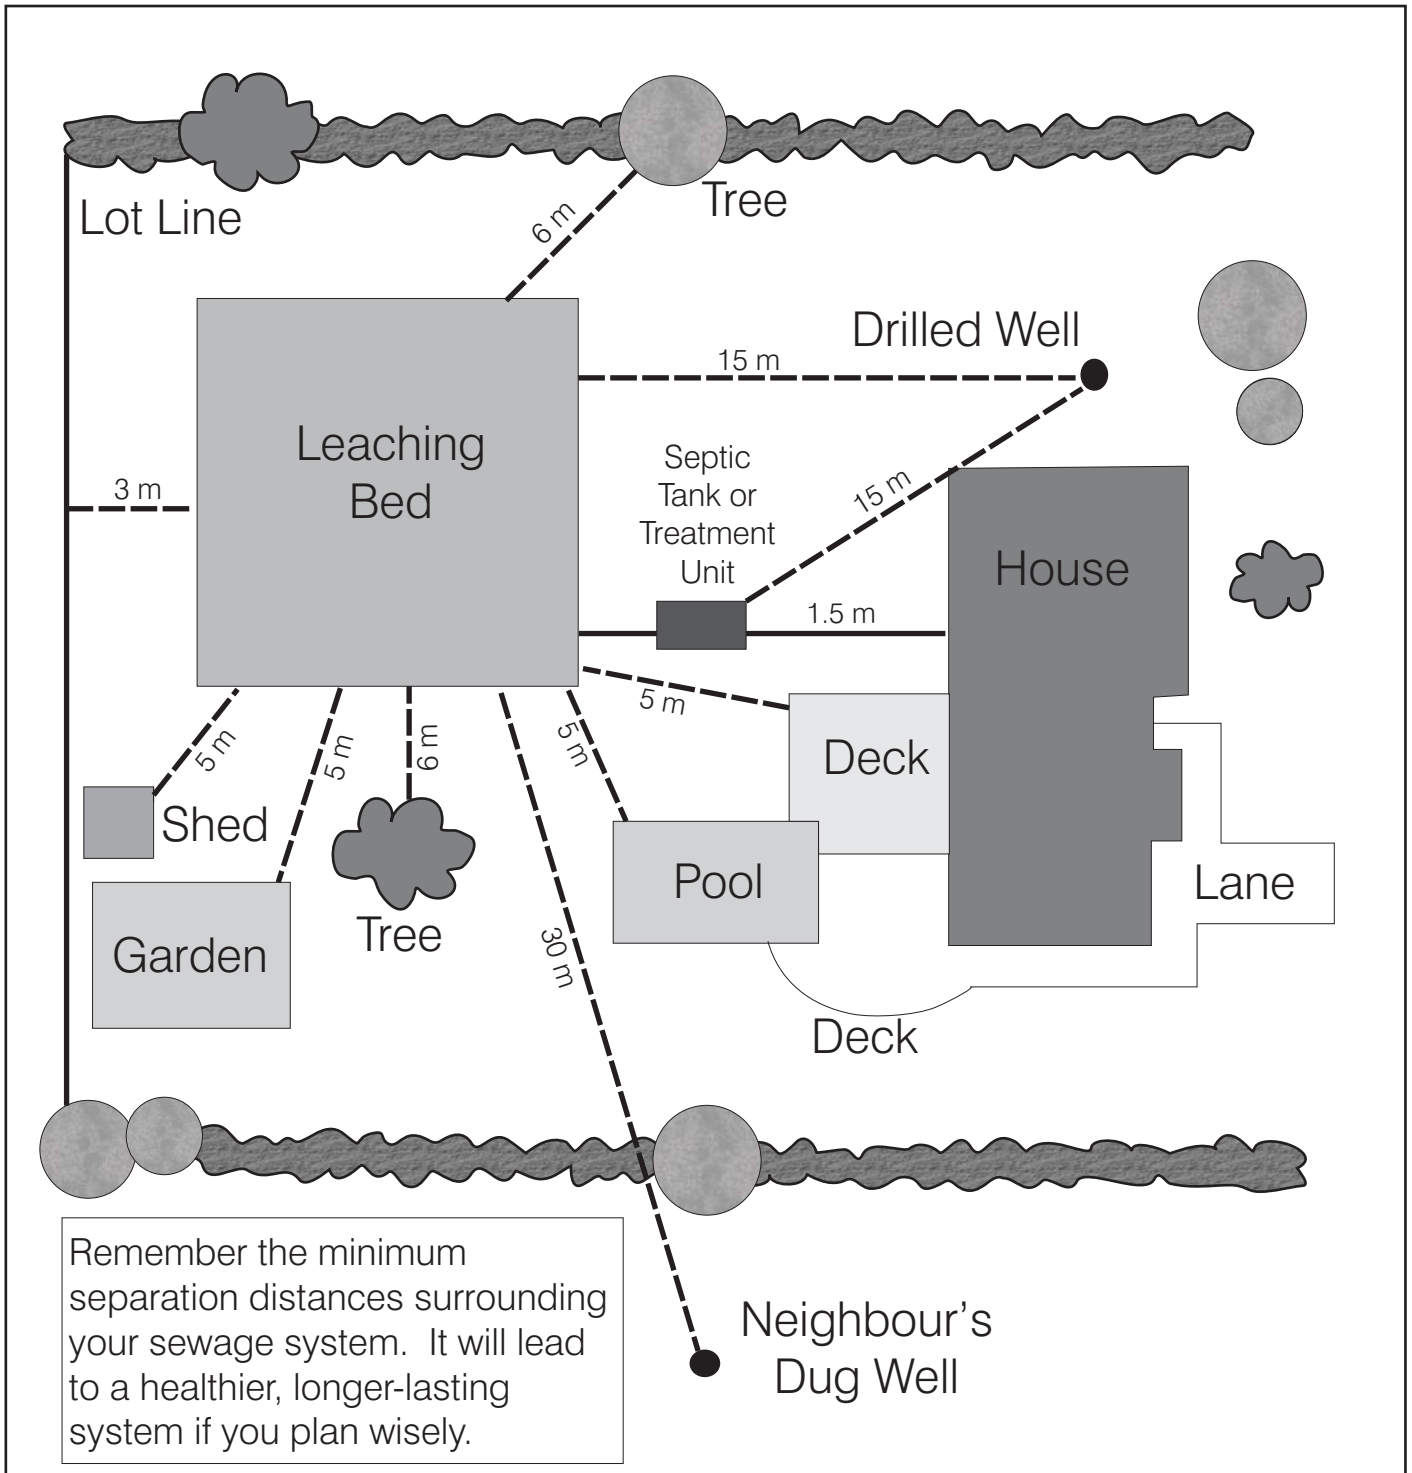 Lot Line
Tree
6 m
Drilled Well
15 m
Leaching
Bed
Septic
Tank or
Treatment
Unit
15 m
3 m
House
1.5 m
5 m
5 m
5 m
6 m
5 m
Deck
Shed
Pool
Lane
Tree
Garden
30 m
Deck
Remember the minimum
separation distances surrounding
your sewage system.  It will lead
to a healthier, longer-lasting
system if you plan wisely.
Neighbour’s
Dug Well